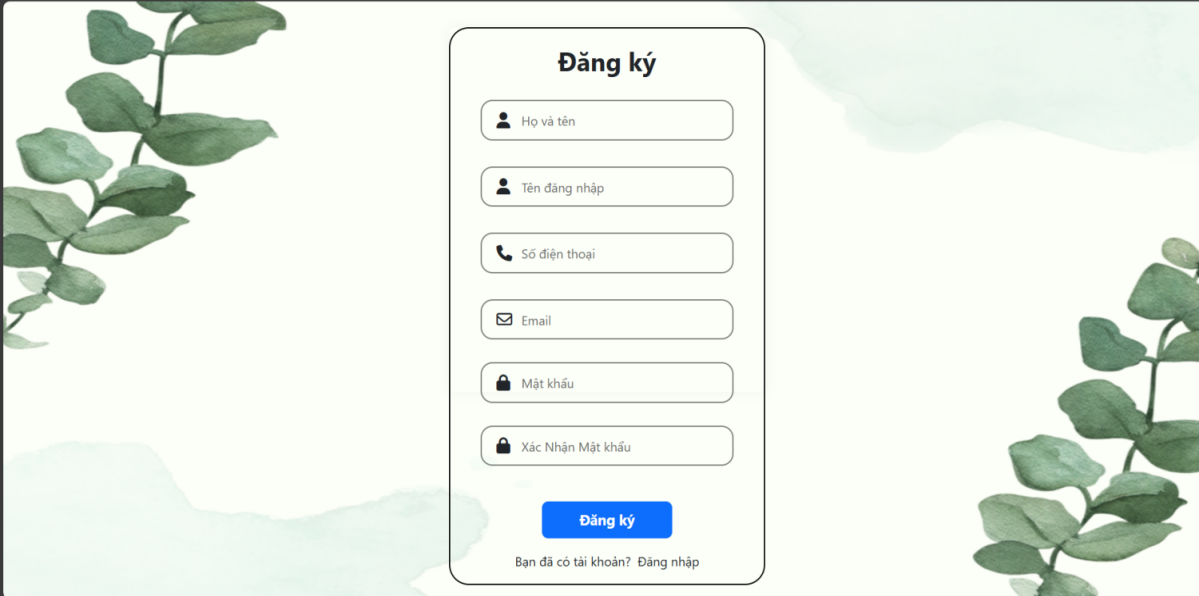 Đăng ký
Họ và tên
Tên đăng nhập
Số điện thoại
Email
Mật khẩu
Xác Nhận Mật khẩu
Đăng ký
Bạn đã có tài khoản? Đăng nhập